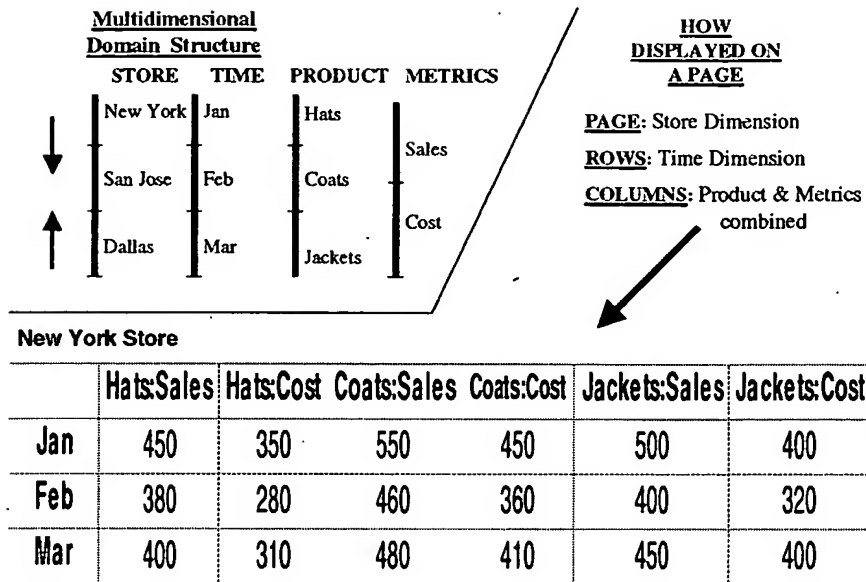 Multidimensional
Domain Structure
STORE TIME PRODUCT METRICS
New York Jan Hats
Sales
San Jose Feb Coats
Cost
Dallas Mar Jackets
HOW
DISPLAYED ON
A PAGE
PAGE: Store Dimension
ROWS: Time Dimension
COLUMNS: Product & Metrics
combined
New York Store
Hats:Sales Hats:Cost Coats:Sales Coats:Cost Jackets:Sales Jackets:Cost
Jan 450 350 550 450 500 400
Feb 380 280 460 360 400 320
Mar 400 310 480 410 450 400